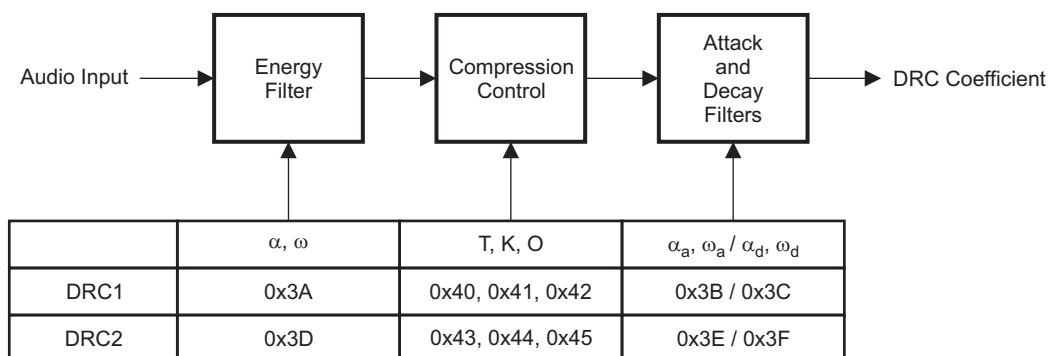 Audio Input
Energy
Filter
Compression
Control
Attack
and
Decay
Filters
DRC Coefficient
α, ω
T, K, O
αa, ωa / αd, ωd
DRC1
0x3A
0x40, 0x41, 0x42
0x3B / 0x3C
DRC2
0x3D
0x43, 0x44, 0x45
0x3E / 0x3F